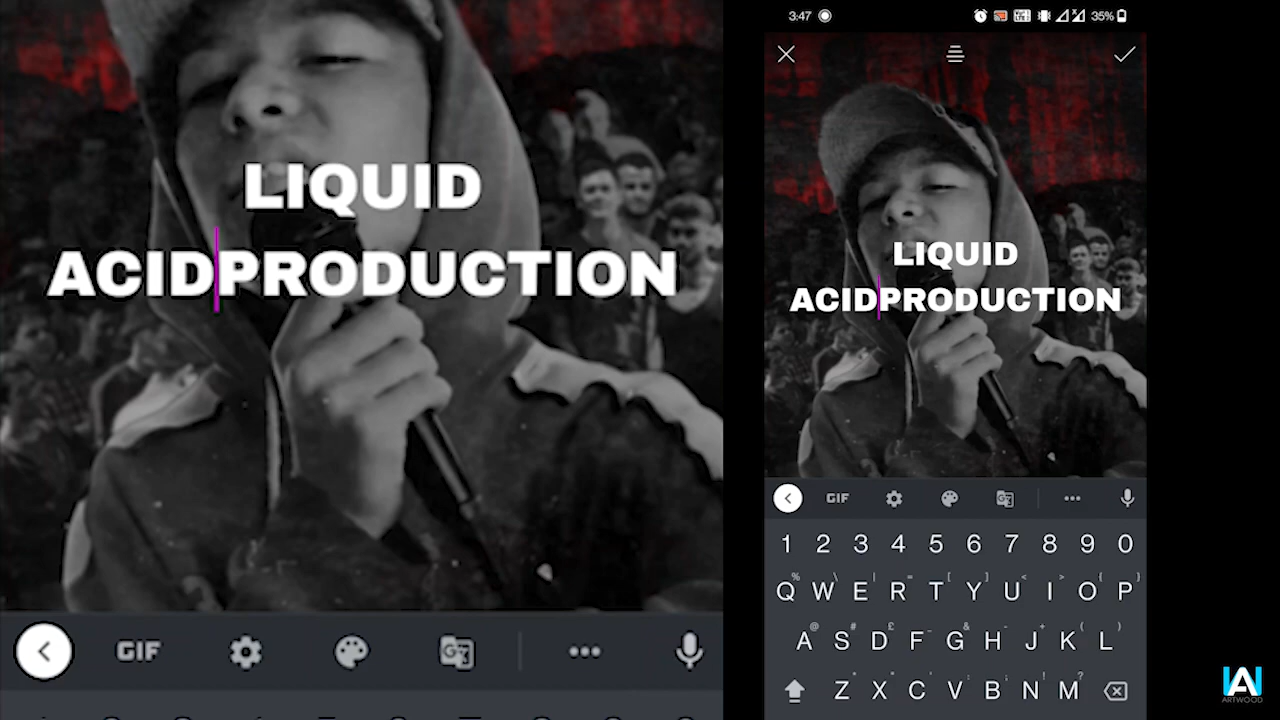 LIQUID
ACIDPRODUCTION
GIF
3:47
35%
LIQUID
ACIDPRODUCTION
GIF
1 2 3 4 5 6 7 8 9 0
Q W E R T Y U I O P
A S D F G H J K L
Z X C V B N M
ARTWOOD